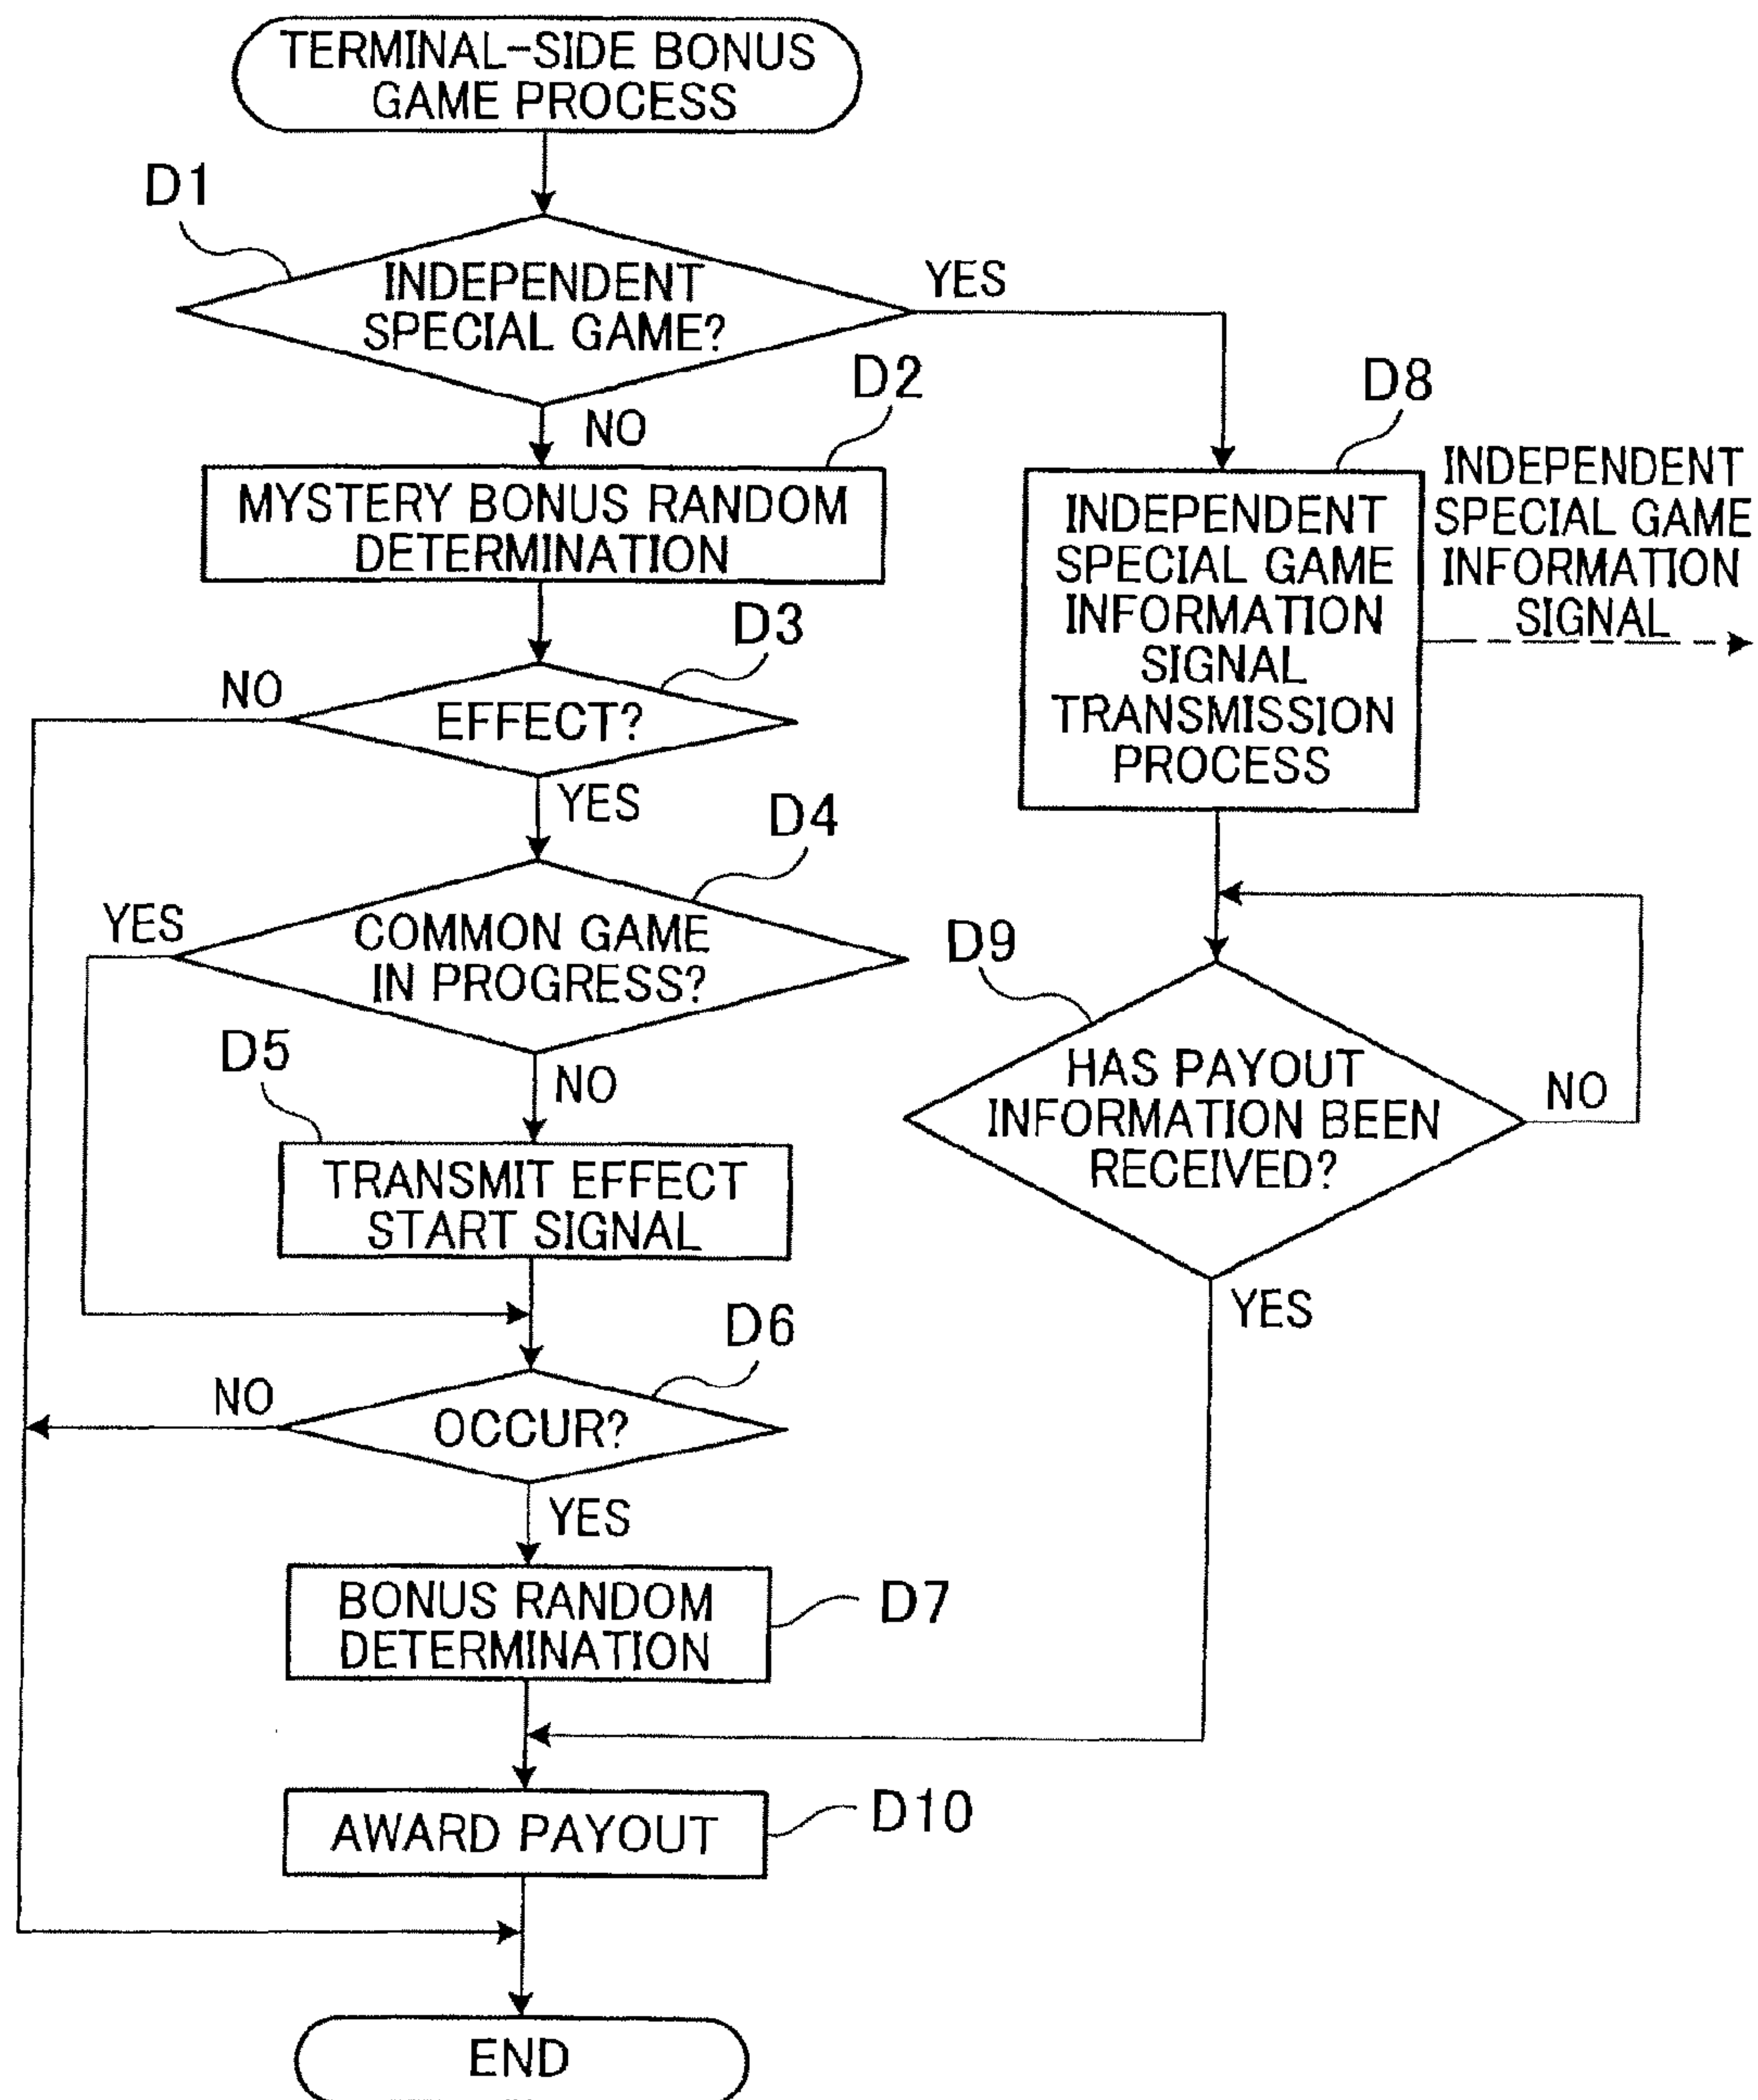 TERMINAL-SIDE BONUS
GAME PROCESS
D1
INDEPENDENT
SPECIAL GAME?
YES
NO
D2
MYSTERY BONUS RANDOM
DETERMINATION
D8
INDEPENDENT
SPECIAL GAME
INFORMATION
SIGNAL
TRANSMISSION
PROCESS
INDEPENDENT
SPECIAL GAME
INFORMATION
SIGNAL
D3
NO
EFFECT?
YES
D4
YES
COMMON GAME
IN PROGRESS?
NO
D9
HAS PAYOUT
INFORMATION BEEN
RECEIVED?
NO
YES
D5
TRANSMIT EFFECT
START SIGNAL
D6
NO
OCCUR?
YES
BONUS RANDOM
DETERMINATION
D7
AWARD PAYOUT
D10
END